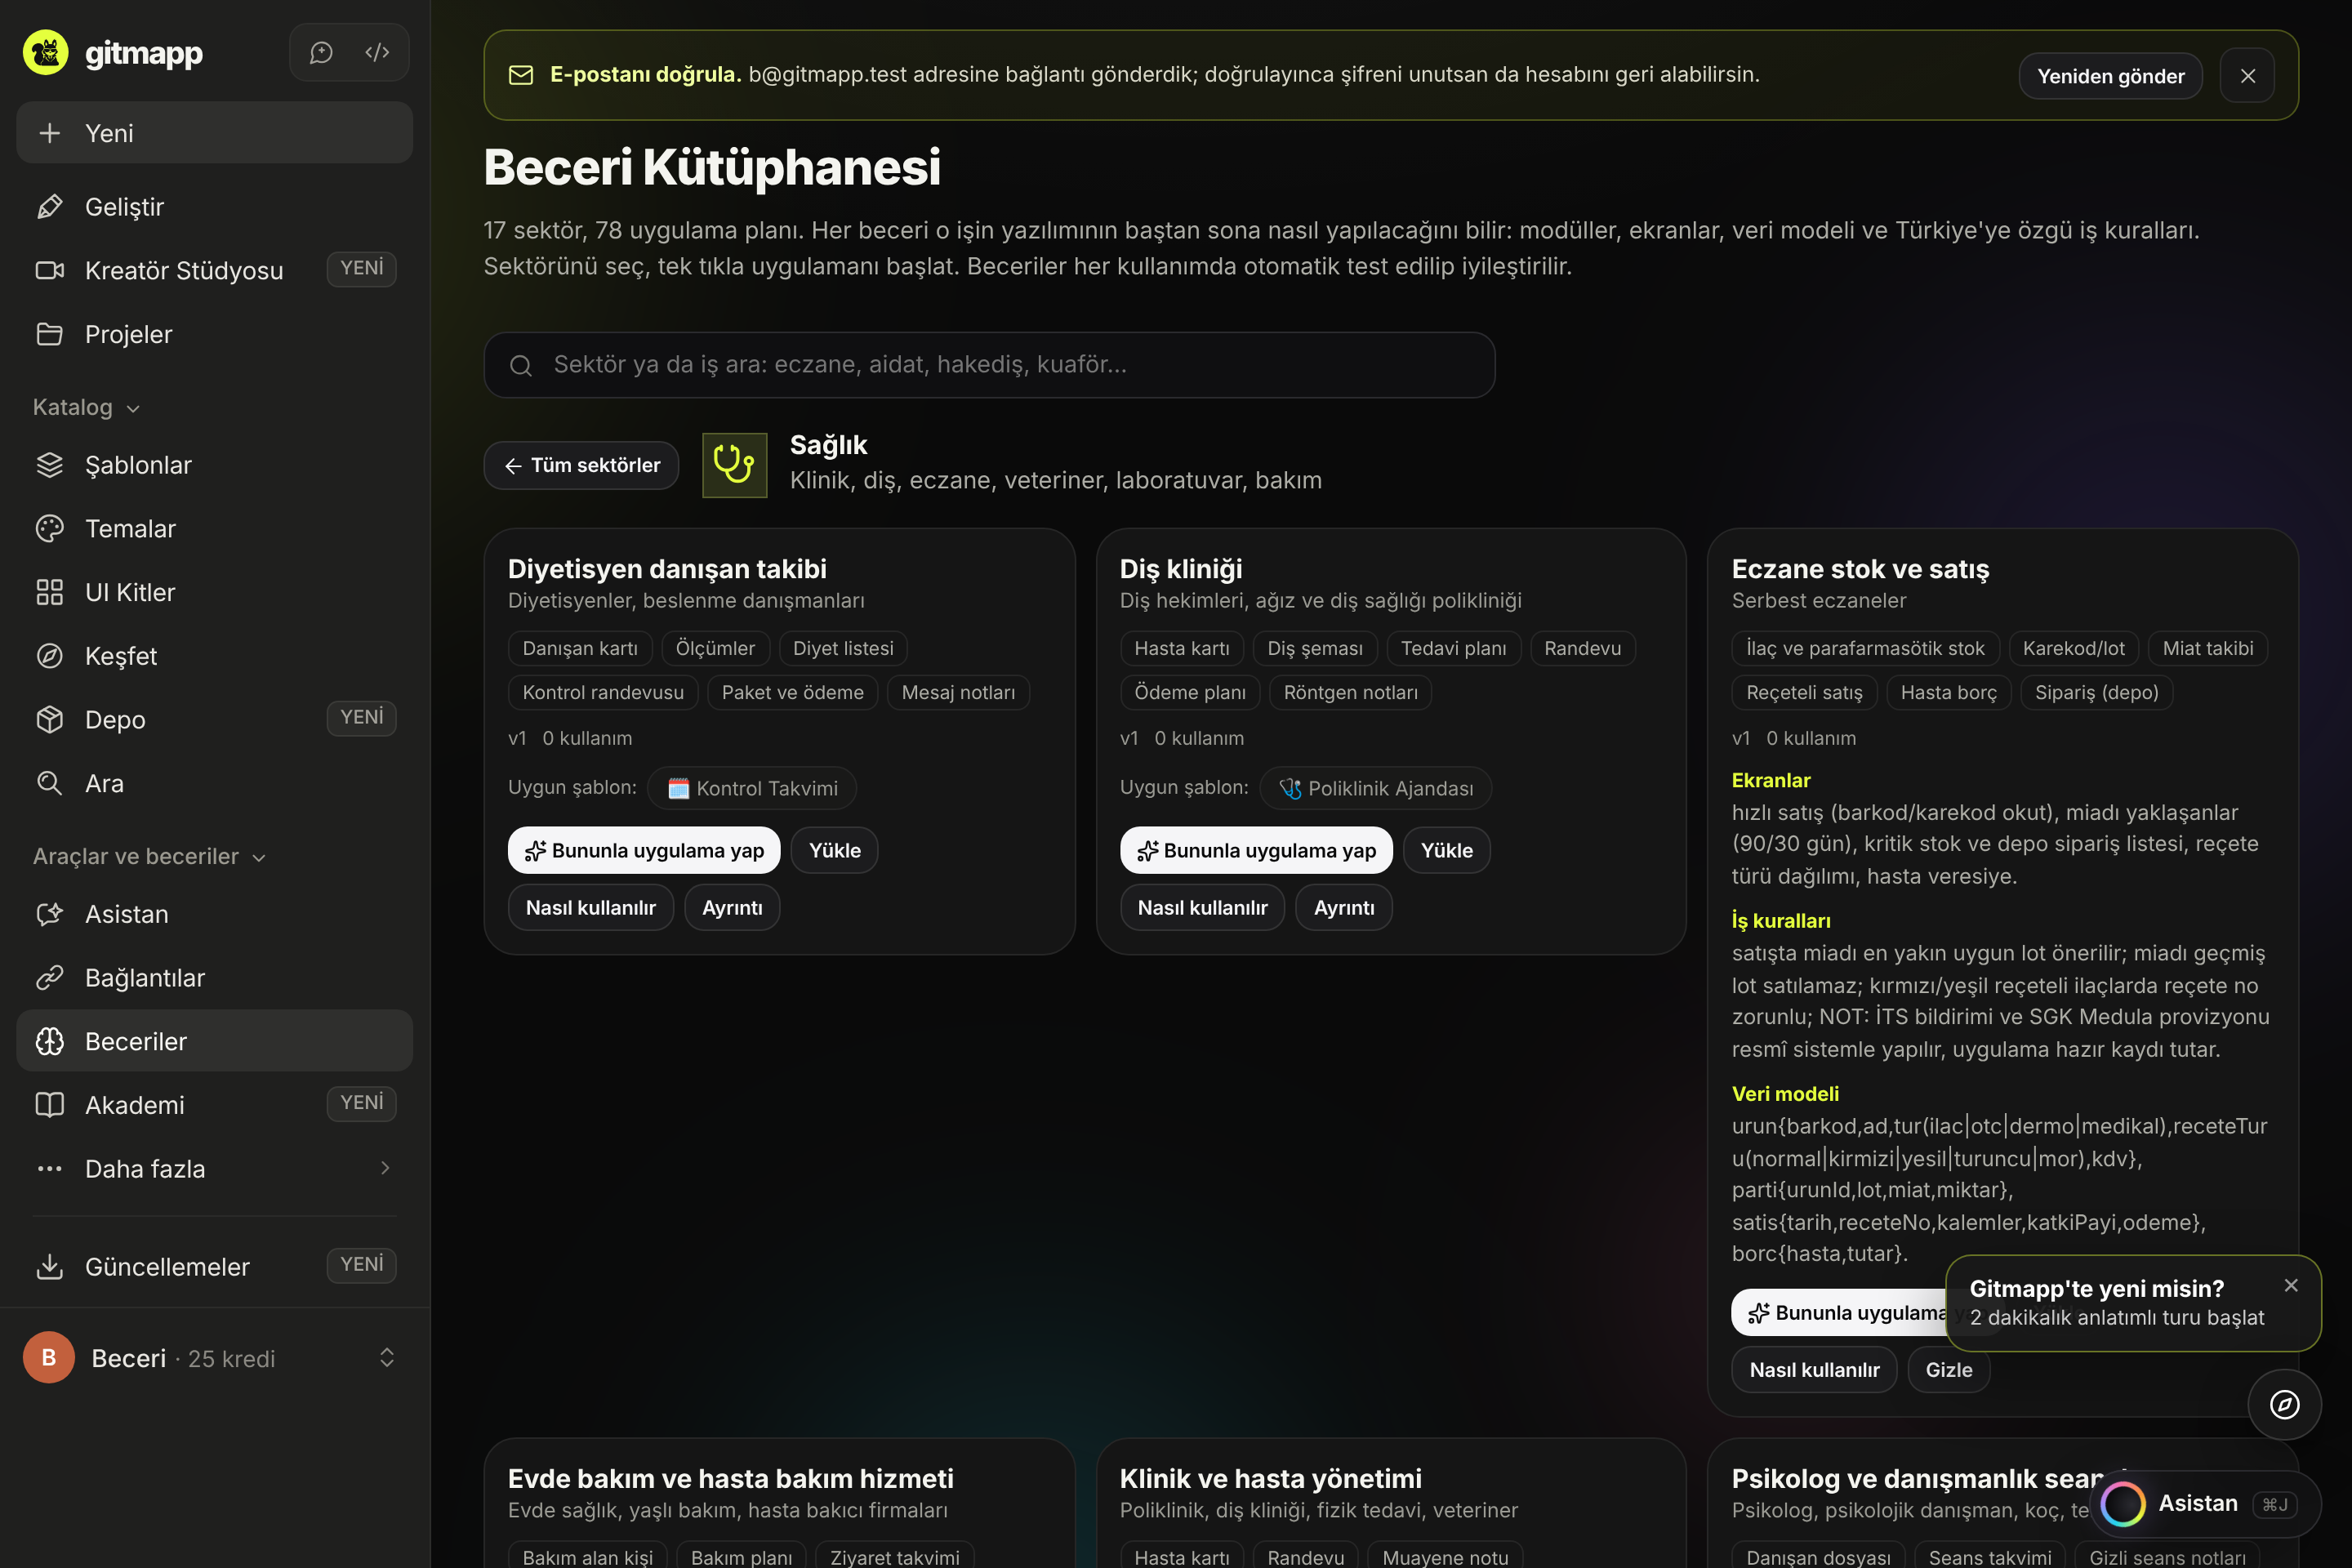 gitmapp
Yeni
Geliştir
Kreatör Stüdyosu YENİ
Projeler
Katalog
Şablonlar
Temalar
UI Kitler
Keşfet
Depo YENİ
Ara
Araçlar ve beceriler
Asistan
Bağlantılar
Beceriler
Akademi YENİ
Daha fazla
Güncellemeler YENİ
B Beceri · 25 kredi
E-postanı doğrula. b@gitmapp.test adresine bağlantı gönderdik; doğrulayınca şifreni unutsan da hesabını geri alabilirsin. Yeniden gönder
Beceri Kütüphanesi
17 sektör, 78 uygulama planı. Her beceri o işin yazılımının baştan sona nasıl yapılacağını bilir: modüller, ekranlar, veri modeli ve Türkiye'ye özgü iş kuralları.
Sektörünü seç, tek tıkla uygulamanı başlat. Beceriler her kullanımda otomatik test edilip iyileştirilir.
Sektör ya da iş ara: eczane, aidat, hakediş, kuaför...
Tüm sektörler
Sağlık
Klinik, diş, eczane, veteriner, laboratuvar, bakım
Diyetisyen danışan takibi
Diyetisyenler, beslenme danışmanları
Danışan kartı Ölçümler Diyet listesi
Kontrol randevusu Paket ve ödeme Mesaj notları
v1 0 kullanım
Uygun şablon: Kontrol Takvimi
Bununla uygulama yap Yükle
Nasıl kullanılır Ayrıntı
Diş kliniği
Diş hekimleri, ağız ve diş sağlığı polikliniği
Hasta kartı Diş şeması Tedavi planı Randevu
Ödeme planı Röntgen notları
v1 0 kullanım
Uygun şablon: Poliklinik Ajandası
Bununla uygulama yap Yükle
Nasıl kullanılır Ayrıntı
Eczane stok ve satış
Serbest eczaneler
İlaç ve parafarmasötik stok Karekod/lot Miat takibi
Reçeteli satış Hasta borç Sipariş (depo)
v1 0 kullanım
Ekranlar
hızlı satış (barkod/karekod okut), miadı yaklaşanlar
(90/30 gün), kritik stok ve depo sipariş listesi, reçete
türü dağılımı, hasta veresiye.
İş kuralları
satışta miadı en yakın uygun lot önerilir; miadı geçmiş
lot satılamaz; kırmızı/yeşil reçeteli ilaçlarda reçete no
zorunlu; NOT: İTS bildirimi ve SGK Medula provizyonu
resmî sistemle yapılır, uygulama hazır kaydı tutar.
Veri modeli
urun{barkod,ad,tur(ilac|otc|dermo|medikal),receteTur
u(normal|kirmizi|yesil|turuncu|mor),kdv},
parti{urunId,lot,miat,miktar},
satis{tarih,receteNo,kalemler,katkiPayi,odeme},
borc{hasta,tutar}.
Bununla uygulama
Nasıl kullanılır Gizle
Gitmapp'te yeni misin?
2 dakikalık anlatımlı turu başlat
Evde bakım ve hasta bakım hizmeti
Evde sağlık, yaşlı bakım, hasta bakıcı firmaları
Bakım alan kişi Bakım planı Ziyaret takvimi
Klinik ve hasta yönetimi
Poliklinik, diş kliniği, fizik tedavi, veteriner
Hasta kartı Randevu Muayene notu
Psikolog ve danışmanlık
Psikolog, psikolojik danışman, koç,
Danışan dosyası Seans takvimi Gizli seans notları
Asistan ⌘J